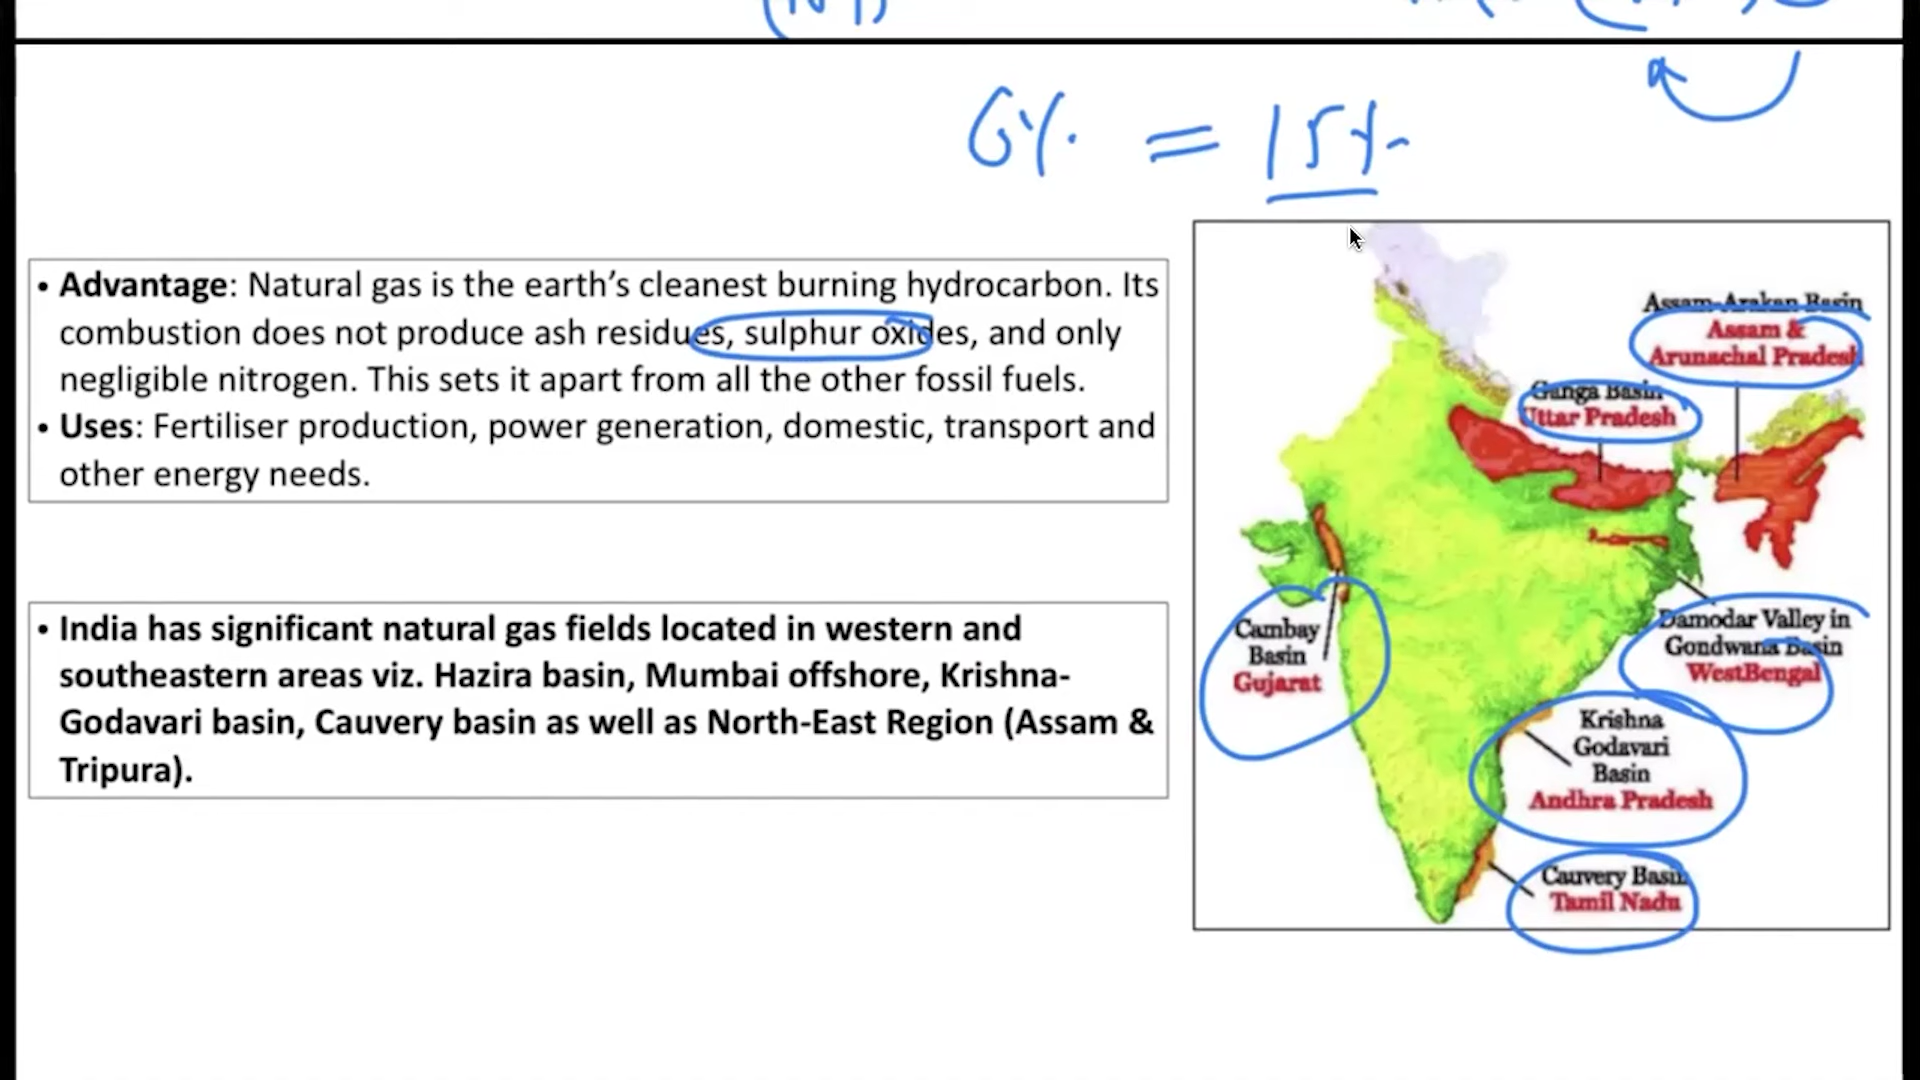 6% = 15%
• Advantage: Natural gas is the earth’s cleanest burning hydrocarbon. Its
combustion does not produce ash residues, sulphur oxides, and only
negligible nitrogen. This sets it apart from all the other fossil fuels.
• Uses: Fertiliser production, power generation, domestic, transport and
other energy needs.
• India has significant natural gas fields located in western and
southeastern areas viz. Hazira basin, Mumbai offshore, Krishna-
Godavari basin, Cauvery basin as well as North-East Region (Assam &
Tripura).
Assam-Arakan Basin
Assam &
Arunachal Pradesh
Ganga Basin
Uttar Pradesh
Cambay
Basin
Gujarat
Damodar Valley in
Gondwana Basin
WestBengal
Krishna
Godavari
Basin
Andhra Pradesh
Cauvery Basin
Tamil Nadu